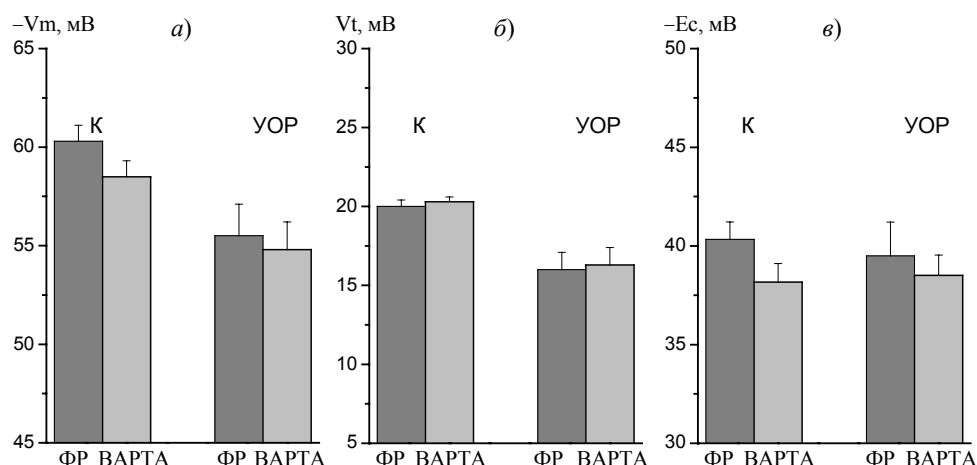 –Vm, мВ а)
65
60
55
50
45
К УОР
ФР ВАРТА ФР ВАРТА
Vt, мВ б)
30
25
20
15
10
5
К УОР
ФР ВАРТА ФР ВАРТА
–Ec, мВ в)
50
45
40
35
30
К УОР
ФР ВАРТА ФР ВАРТА